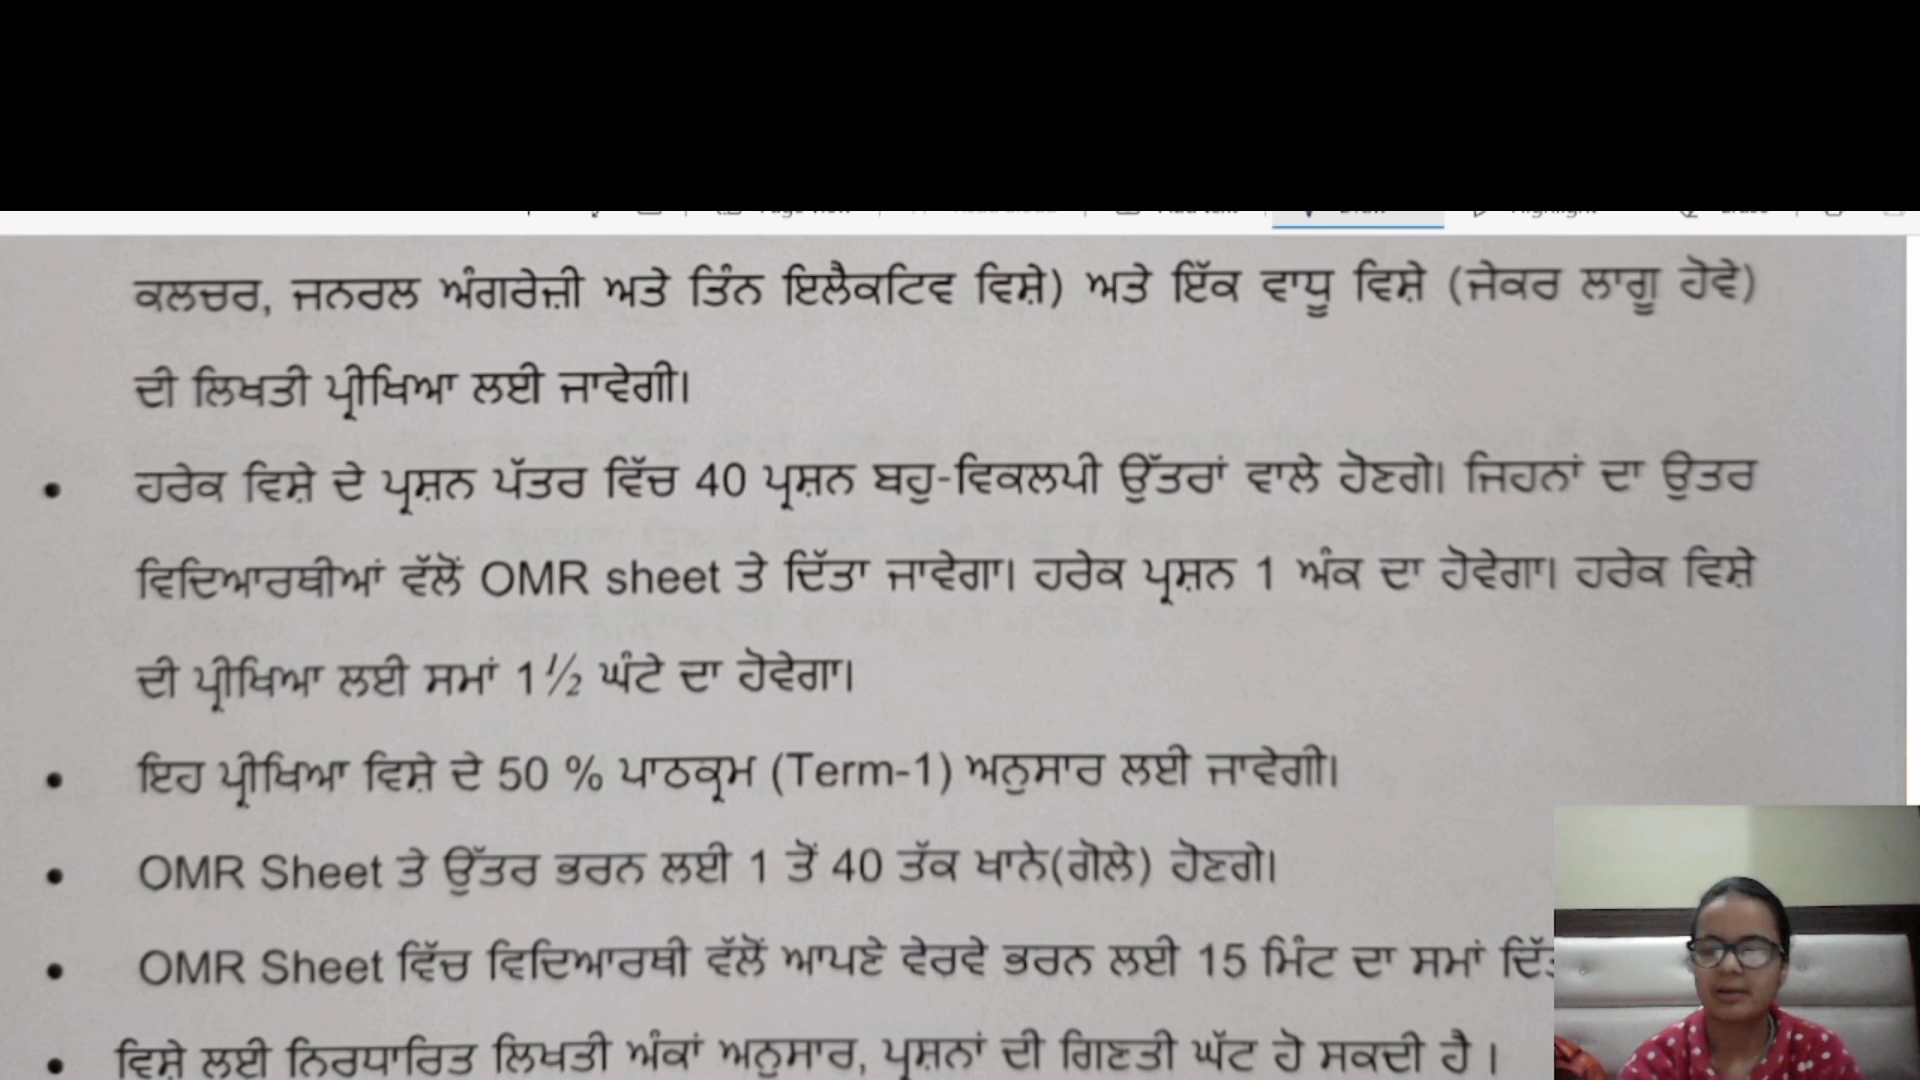 ਕਲਚਰ, ਜਨਰਲ ਅੰਗਰੇਜ਼ੀ ਅਤੇ ਤਿੰਨ ਇਲੈਕਟਿਵ ਵਿਸ਼ੇ) ਅਤੇ ਇੱਕ ਵਾਧੂ ਵਿਸ਼ੇ (ਜੇਕਰ ਲਾਗੂ ਹੋਵੇ)
ਦੀ ਲਿਖਤੀ ਪ੍ਰੀਖਿਆ ਲਈ ਜਾਵੇਗੀ।
• ਹਰੇਕ ਵਿਸ਼ੇ ਦੇ ਪ੍ਰਸ਼ਨ ਪੱਤਰ ਵਿੱਚ 40 ਪ੍ਰਸ਼ਨ ਬਹੁ-ਵਿਕਲਪੀ ਉੱਤਰਾਂ ਵਾਲੇ ਹੋਣਗੇ। ਜਿਹਨਾਂ ਦਾ ਉਤਰ
ਵਿਦਿਆਰਥੀਆਂ ਵੱਲੋਂ OMR sheet ਤੇ ਦਿੱਤਾ ਜਾਵੇਗਾ। ਹਰੇਕ ਪ੍ਰਸ਼ਨ 1 ਅੰਕ ਦਾ ਹੋਵੇਗਾ। ਹਰੇਕ ਵਿਸ਼ੇ
ਦੀ ਪ੍ਰੀਖਿਆ ਲਈ ਸਮਾਂ 1½ ਘੰਟੇ ਦਾ ਹੋਵੇਗਾ।
• ਇਹ ਪ੍ਰੀਖਿਆ ਵਿਸ਼ੇ ਦੇ 50 % ਪਾਠਕ੍ਰਮ (Term-1) ਅਨੁਸਾਰ ਲਈ ਜਾਵੇਗੀ।
• OMR Sheet ਤੇ ਉੱਤਰ ਭਰਨ ਲਈ 1 ਤੋਂ 40 ਤੱਕ ਖਾਨੇ(ਗੋਲੇ) ਹੋਣਗੇ।
• OMR Sheet ਵਿੱਚ ਵਿਦਿਆਰਥੀ ਵੱਲੋਂ ਆਪਣੇ ਵੇਰਵੇ ਭਰਨ ਲਈ 15 ਮਿੰਟ ਦਾ ਸਮਾਂ
• ਵਿਸ਼ੇ ਲਈ ਨਿਰਧਾਰਿਤ ਲਿਖਤੀ ਅੰਕਾਂ ਅਨੁਸਾਰ, ਪ੍ਰਸ਼ਨਾਂ ਦੀ ਗਿਣਤੀ ਘੱਟ ਹੋ ਸਕਦੀ ਹੈ ।